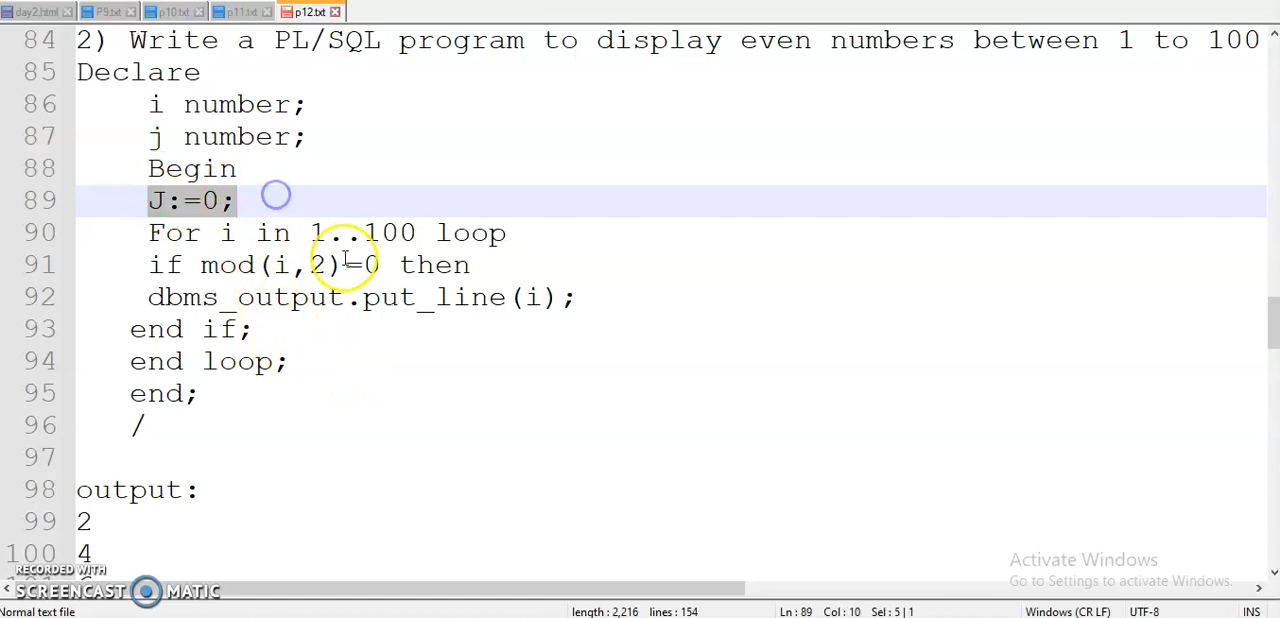 day2.html P9.txt p10.txt p11.txt p12.txt
84 2) Write a PL/SQL program to display even numbers between 1 to 100
85 Declare
86 i number;
87 j number;
88 Begin
89 J:=0;
90 For i in 1..100 loop
91 if mod(i,2)=0 then
92 dbms_output.put_line(i);
93 end if;
94 end loop;
95 end;
96 /
97
98 output:
99 2
100 4
Activate Windows
Go to Settings to activate Windows.
RECORDED WITH
SCREENCAST MATIC
Normal text file length : 2,216 lines : 154 Ln : 89 Col : 10 Sel : 5 | 1 Windows (CR LF) UTF-8 INS